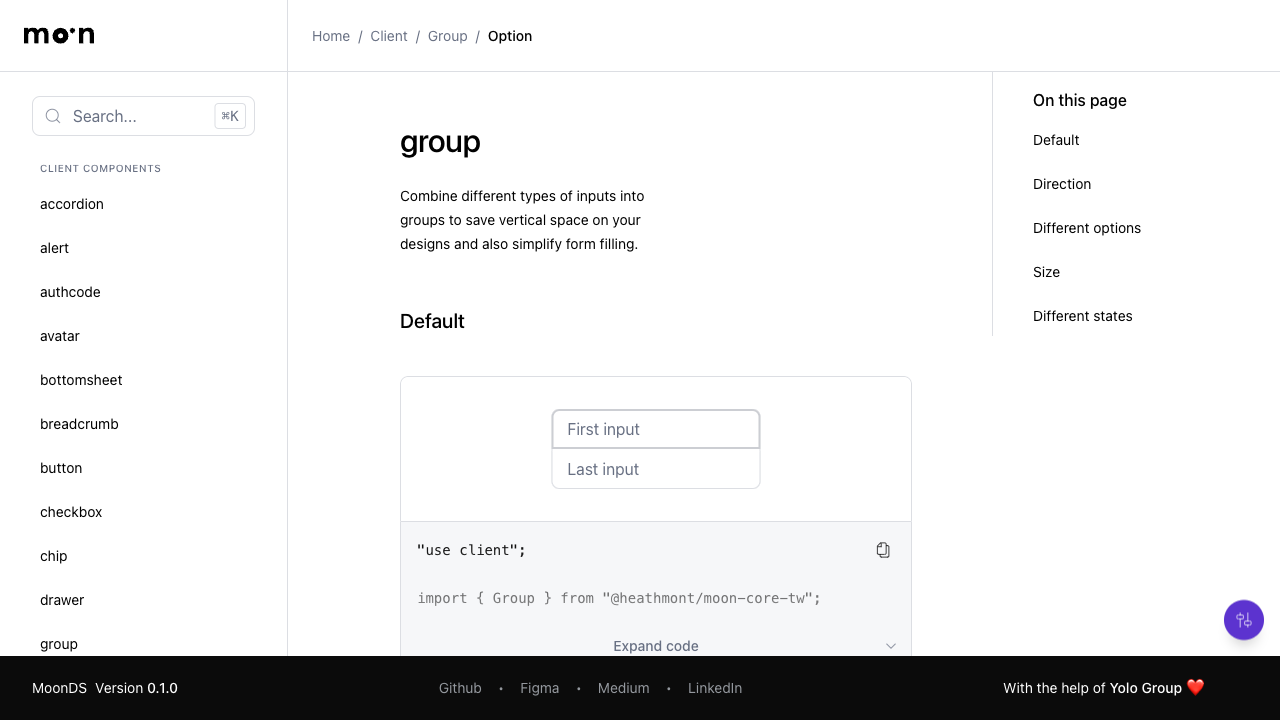 moon
Home / Client / Group / Option
Search...
⌘K
CLIENT COMPONENTS
accordion
alert
authcode
avatar
bottomsheet
breadcrumb
button
checkbox
chip
drawer
group
group
Combine different types of inputs into
groups to save vertical space on your
designs and also simplify form filling.
Default
First input
Last input
"use client";
import { Group } from "@heathmont/moon-core-tw";
Expand code
On this page
Default
Direction
Different options
Size
Different states
MoonDS Version 0.1.0
Github • Figma • Medium • LinkedIn
With the help of Yolo Group ❤️